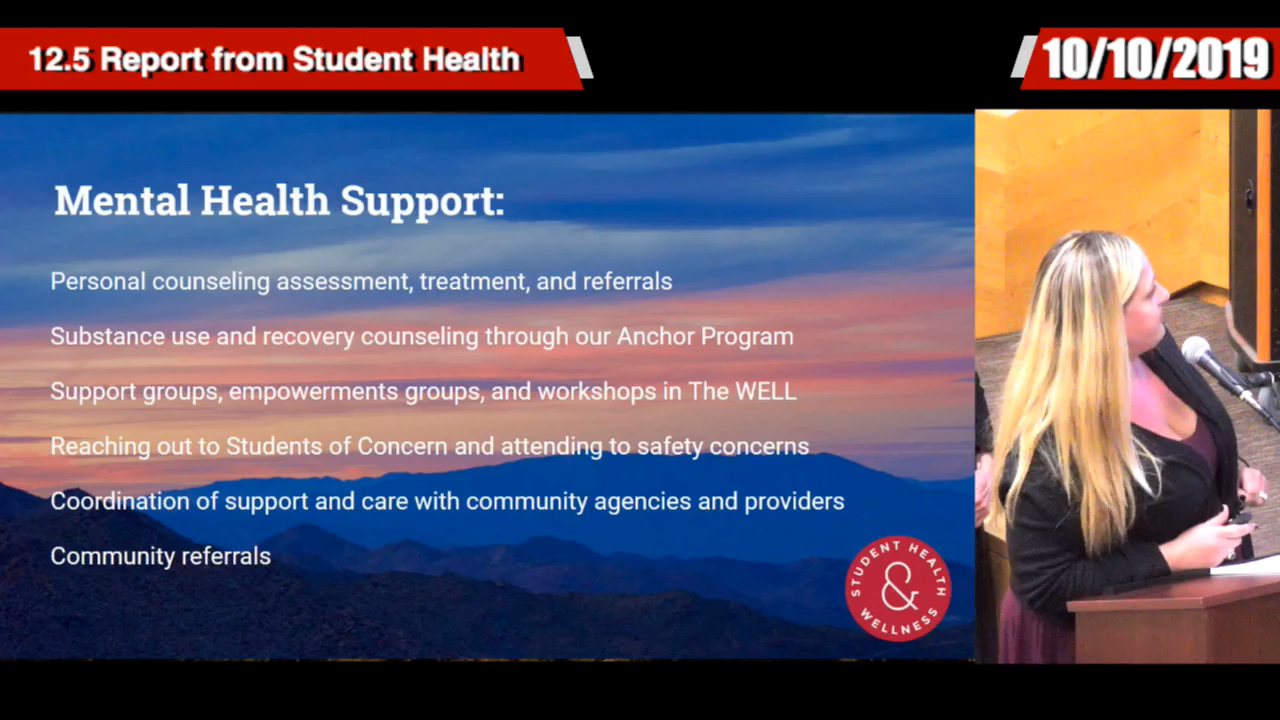 12.5 Report from Student Health
10/10/2019
Mental Health Support:
Personal counseling assessment, treatment, and referrals
Substance use and recovery counseling through our Anchor Program
Support groups, empowerments groups, and workshops in The WELL
Reaching out to Students of Concern and attending to safety concerns
Coordination of support and care with community agencies and providers
Community referrals
STUDENT HEALTH
&
WELLNESS